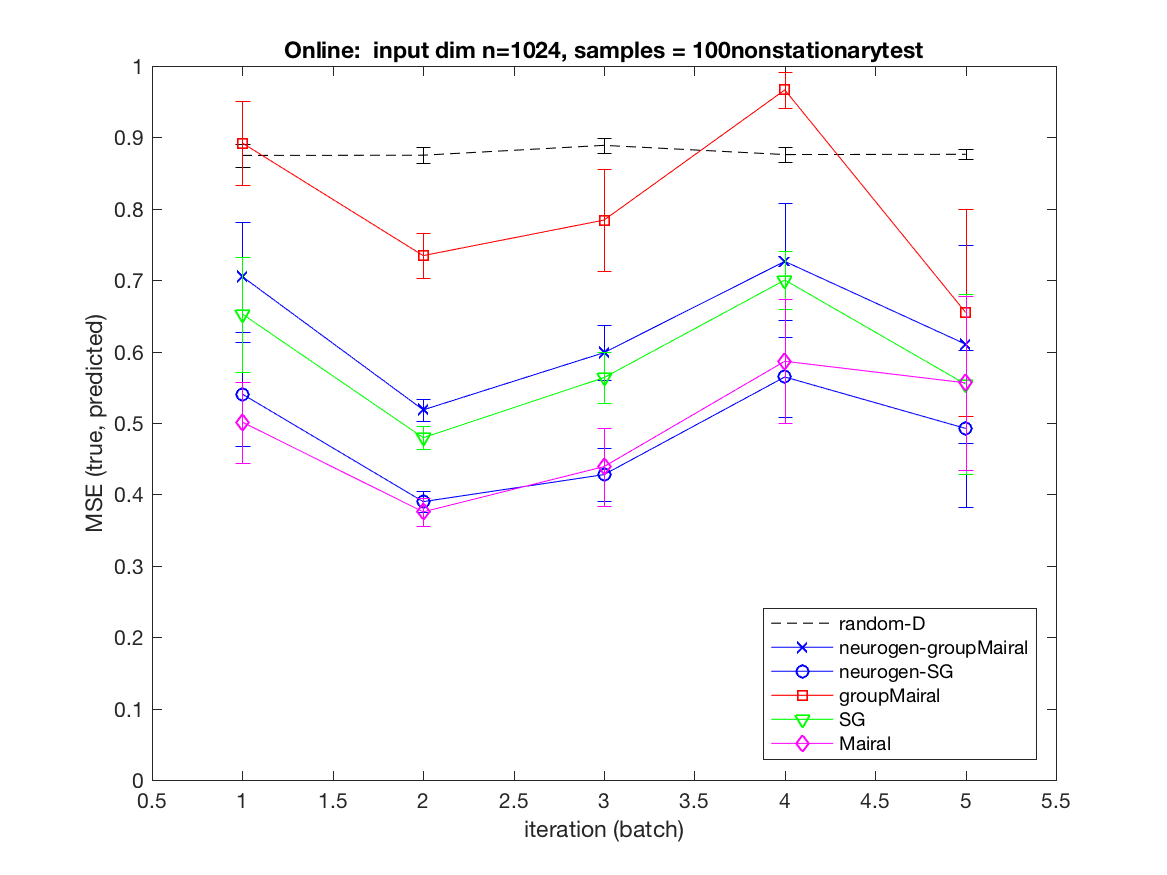 Online:  input dim n=1024, samples = 100nonstationarytest
MSE (true, predicted)
1
0.9
0.8
0.7
0.6
0.5
0.4
0.3
0.2
0.1
0
0.5
1
1.5
2
2.5
3
3.5
4
4.5
5
5.5
iteration (batch)
random-D
neurogen-groupMairal
neurogen-SG
groupMairal
SG
Mairal